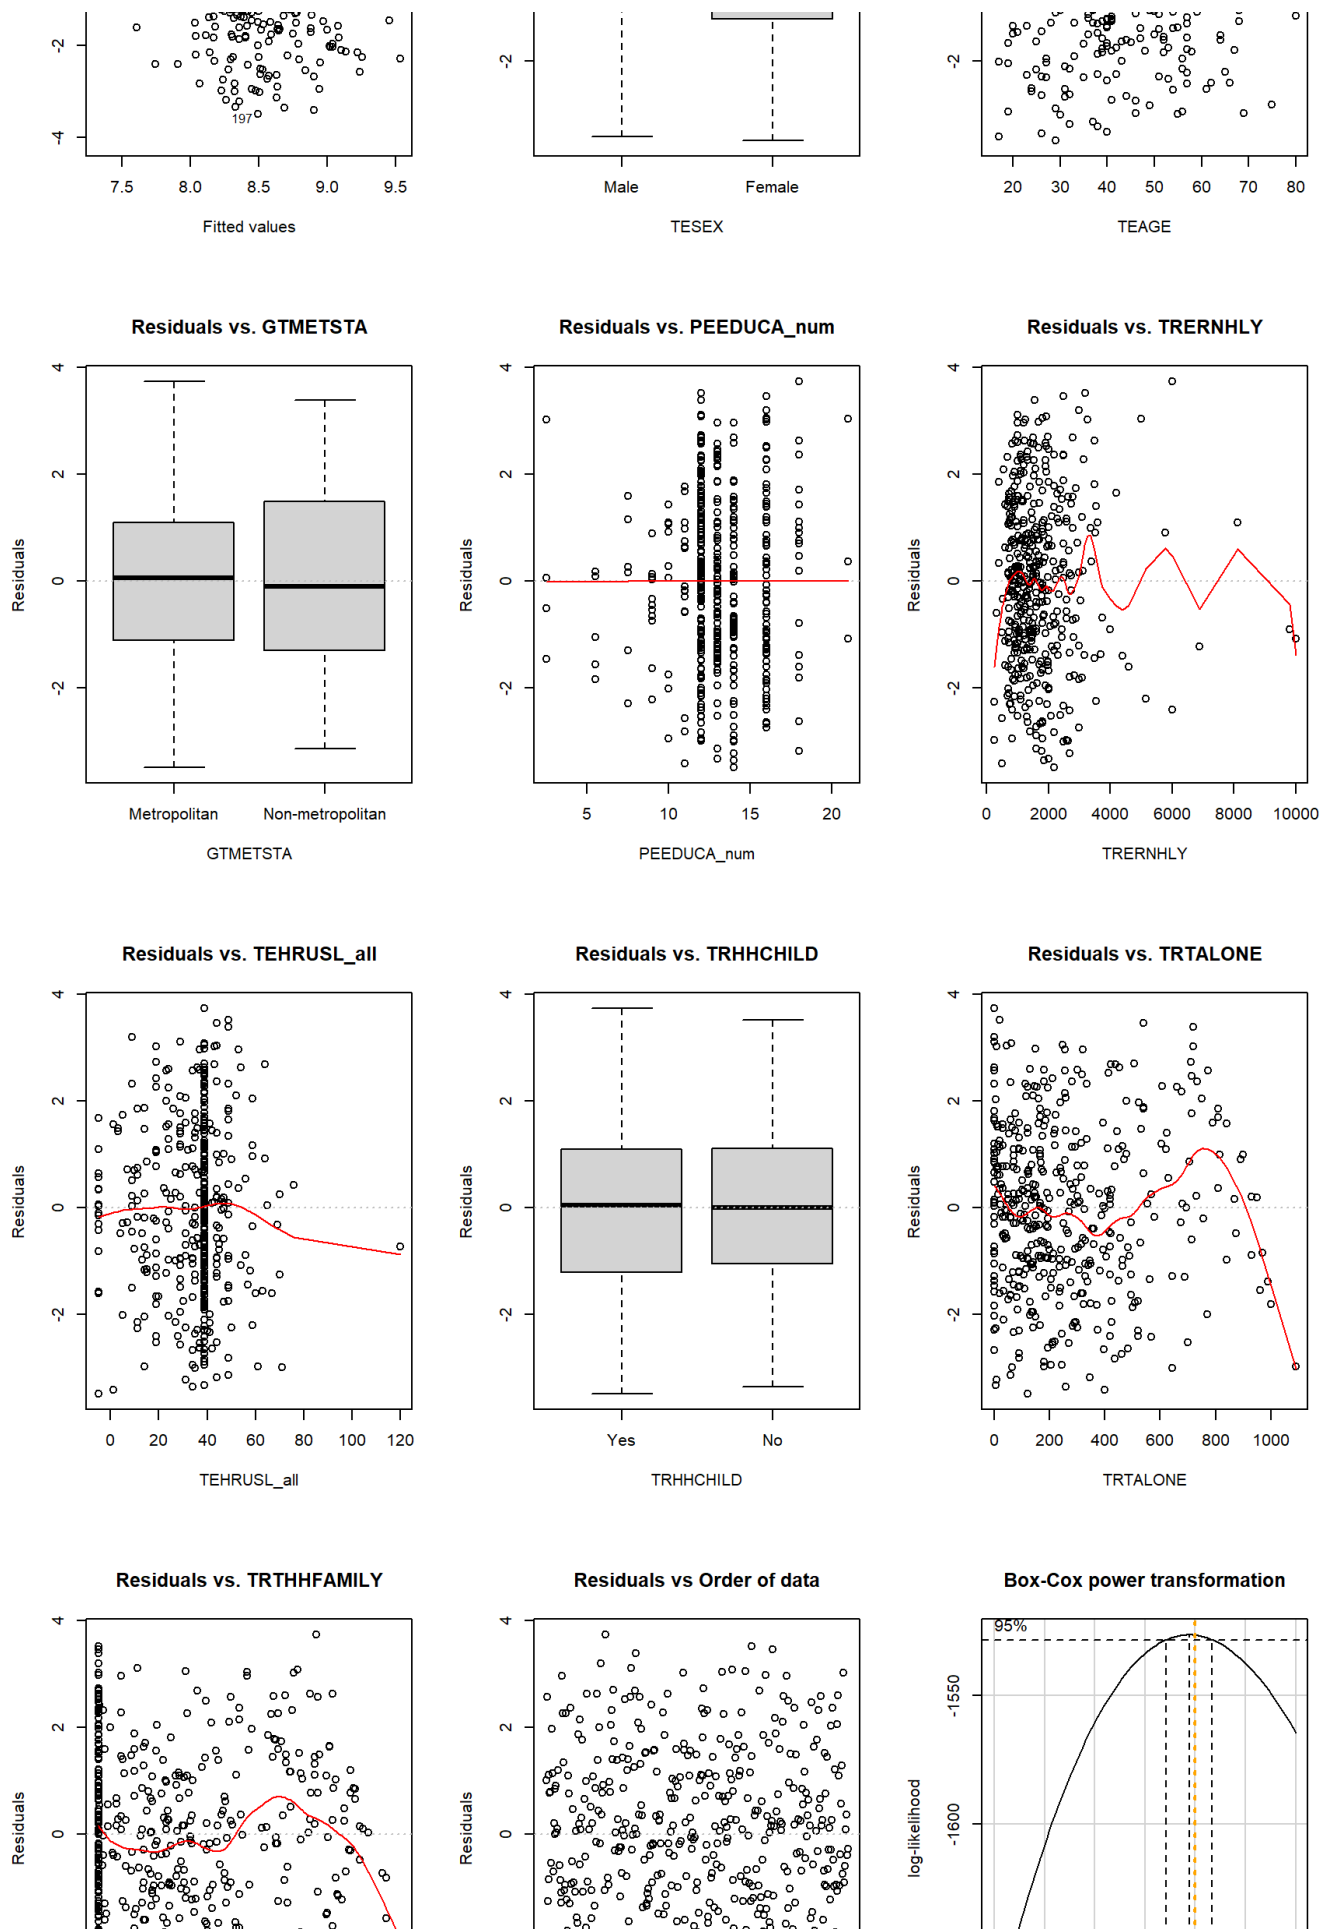 -2
-4
197
7.5 8.0 8.5 9.0 9.5
Fitted values
-2
Male Female
TESEX
-2
20 30 40 50 60 70 80
TEAGE
Residuals vs. GTMETSTA
4
2
0
-2
Residuals
Metropolitan Non-metropolitan
GTMETSTA
Residuals vs. PEEDUCA_num
4
2
0
-2
Residuals
5 10 15 20
PEEDUCA_num
Residuals vs. TRERNHLY
4
2
0
-2
Residuals
0 2000 4000 6000 8000 10000
TRERNHLY
Residuals vs. TEHRUSL_all
4
2
0
-2
Residuals
0 20 40 60 80 100 120
TEHRUSL_all
Residuals vs. TRHHCHILD
4
2
0
-2
Residuals
Yes No
TRHHCHILD
Residuals vs. TRTALONE
4
2
0
-2
Residuals
0 200 400 600 800 1000
TRTALONE
Residuals vs. TRTHHFAMILY
4
2
0
Residuals
Residuals vs Order of data
4
2
0
Residuals
Box-Cox power transformation
95%
-1550
-1600
log-likelihood